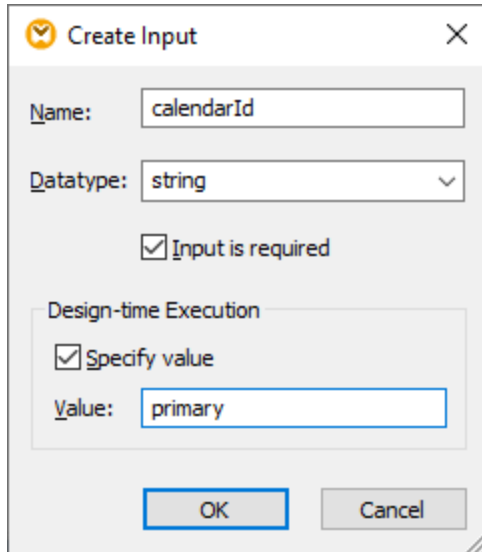 Create Input
Name: calendarId
Datatype: string
Input is required
Design-time Execution
Specify value
Value: primary
OK Cancel